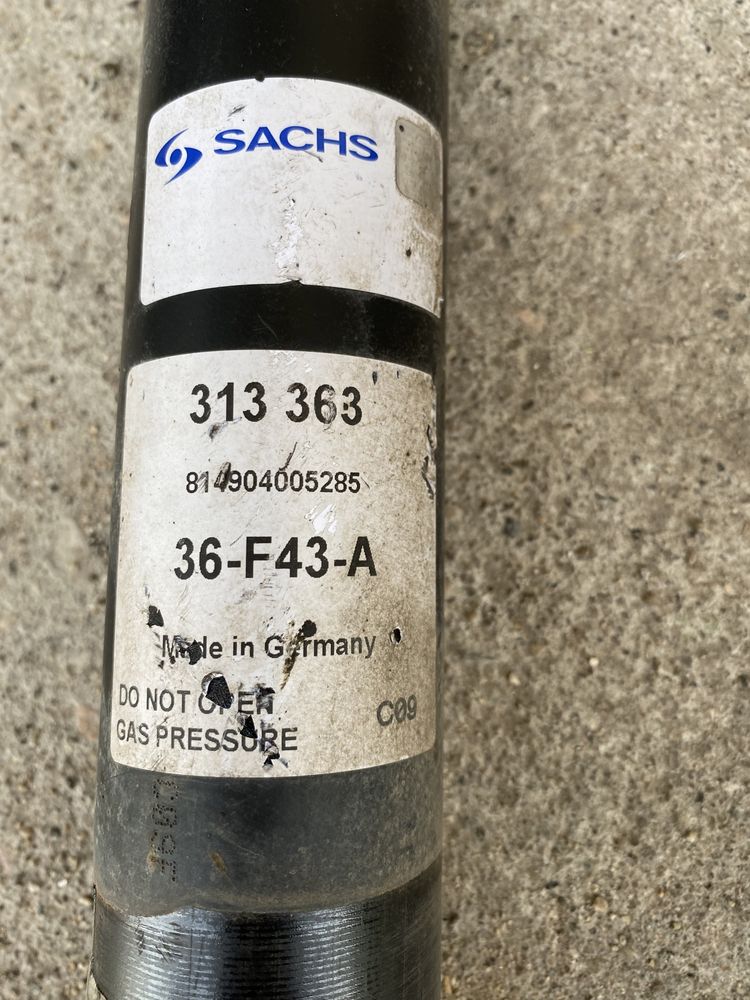 SACHS
313 363
814904005285
36-F43-A
Made in Germany
DO NOT OPEN
GAS PRESSURE
C09